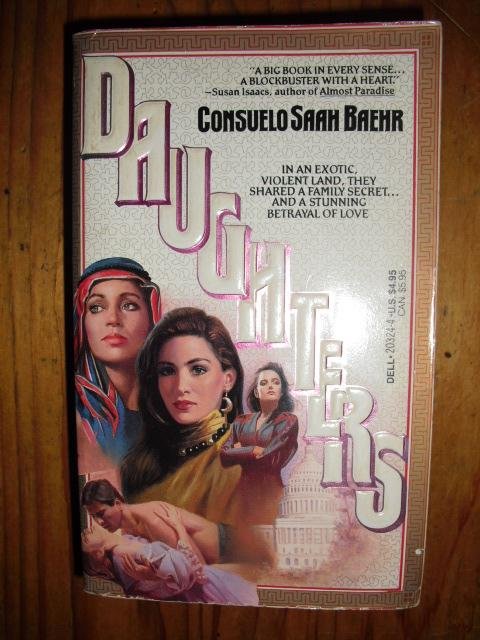 "A BIG BOOK IN EVERY SENSE...
A BLOCKBUSTER WITH A HEART."
—Susan Isaacs, author of Almost Paradise
CONSUELO SAAH BAEHR
DAUGHTERS
IN AN EXOTIC,
VIOLENT LAND, THEY
SHARED A FAMILY SECRET...
AND A STUNNING
BETRAYAL OF LOVE
DELL • 20324-4 • U.S. $4.95
CAN. $5.95